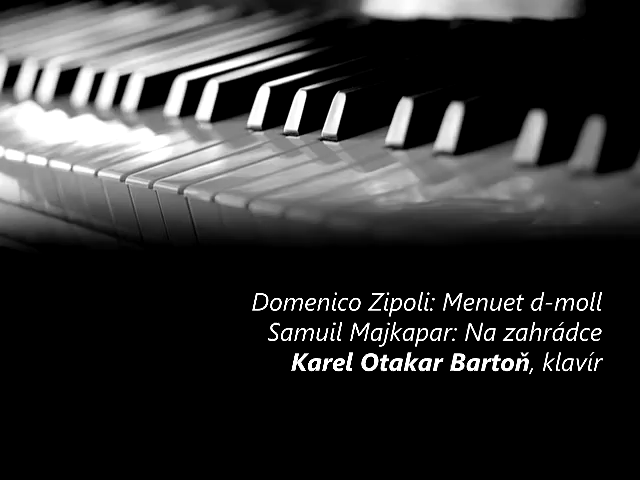 Domenico Zipoli: Menuet d-moll
Samuil Majkapar: Na zahrádce
Karel Otakar Bartoň, klavír